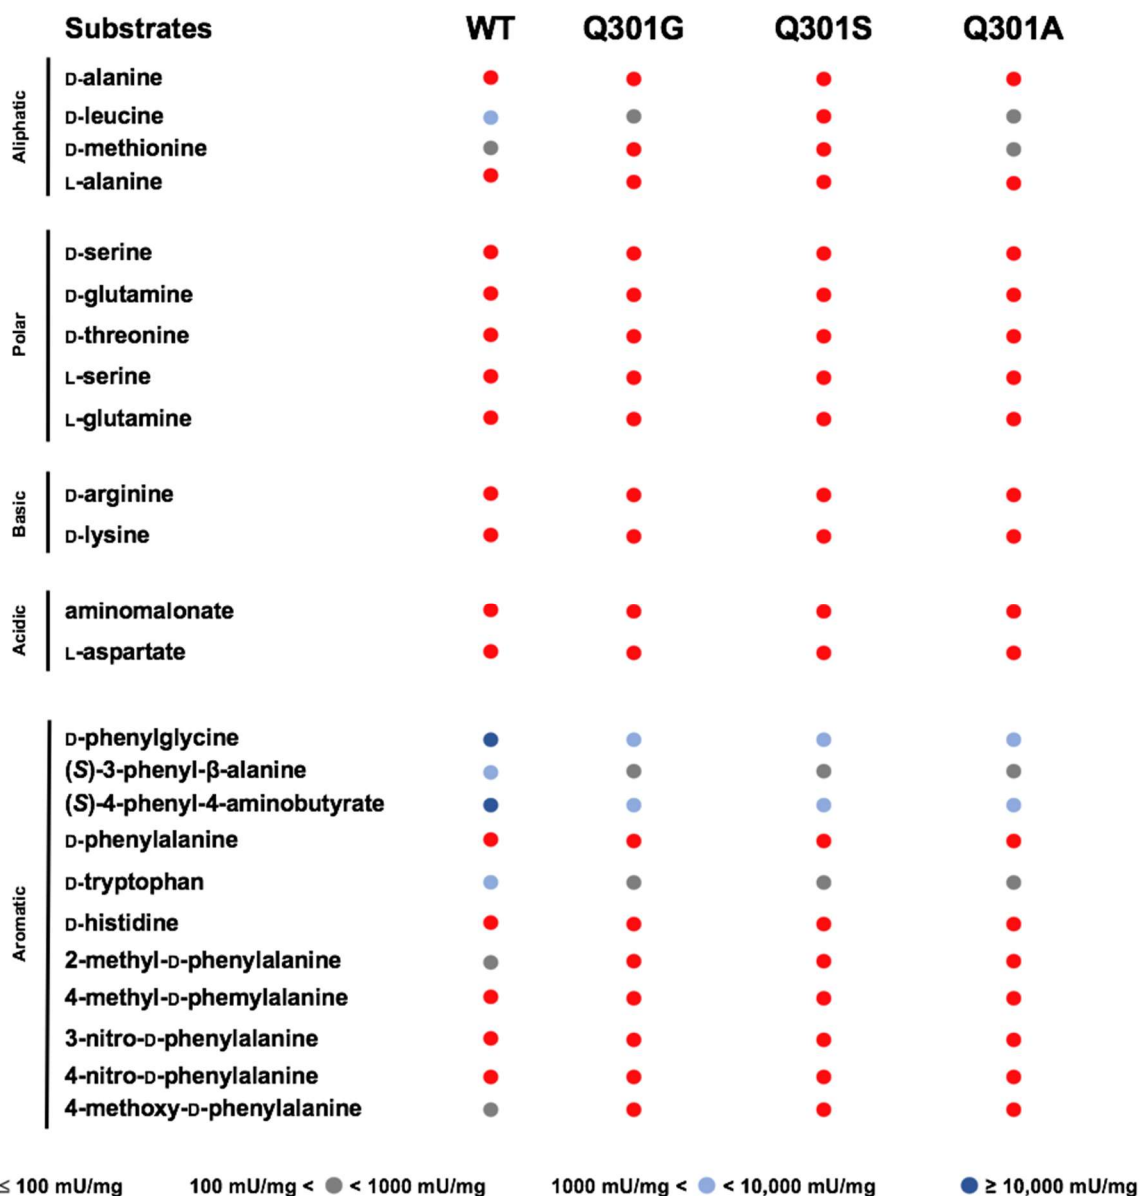 Substrates WT Q301G Q301S Q301A
Aliphatic
D-alanine
D-leucine
D-methionine
L-alanine
Polar
D-serine
D-glutamine
D-threonine
L-serine
L-glutamine
Basic
D-arginine
D-lysine
Acidic
aminomalonate
L-aspartate
Aromatic
D-phenylglycine
(S)-3-phenyl-β-alanine
(S)-4-phenyl-4-aminobutyrate
D-phenylalanine
D-tryptophan
D-histidine
2-methyl-D-phenylalanine
4-methyl-D-phemylalanine
3-nitro-D-phenylalanine
4-nitro-D-phenylalanine
4-methoxy-D-phenylalanine
≤ 100 mU/mg 100 mU/mg < < 1000 mU/mg 1000 mU/mg < < 10,000 mU/mg ≥ 10,000 mU/mg